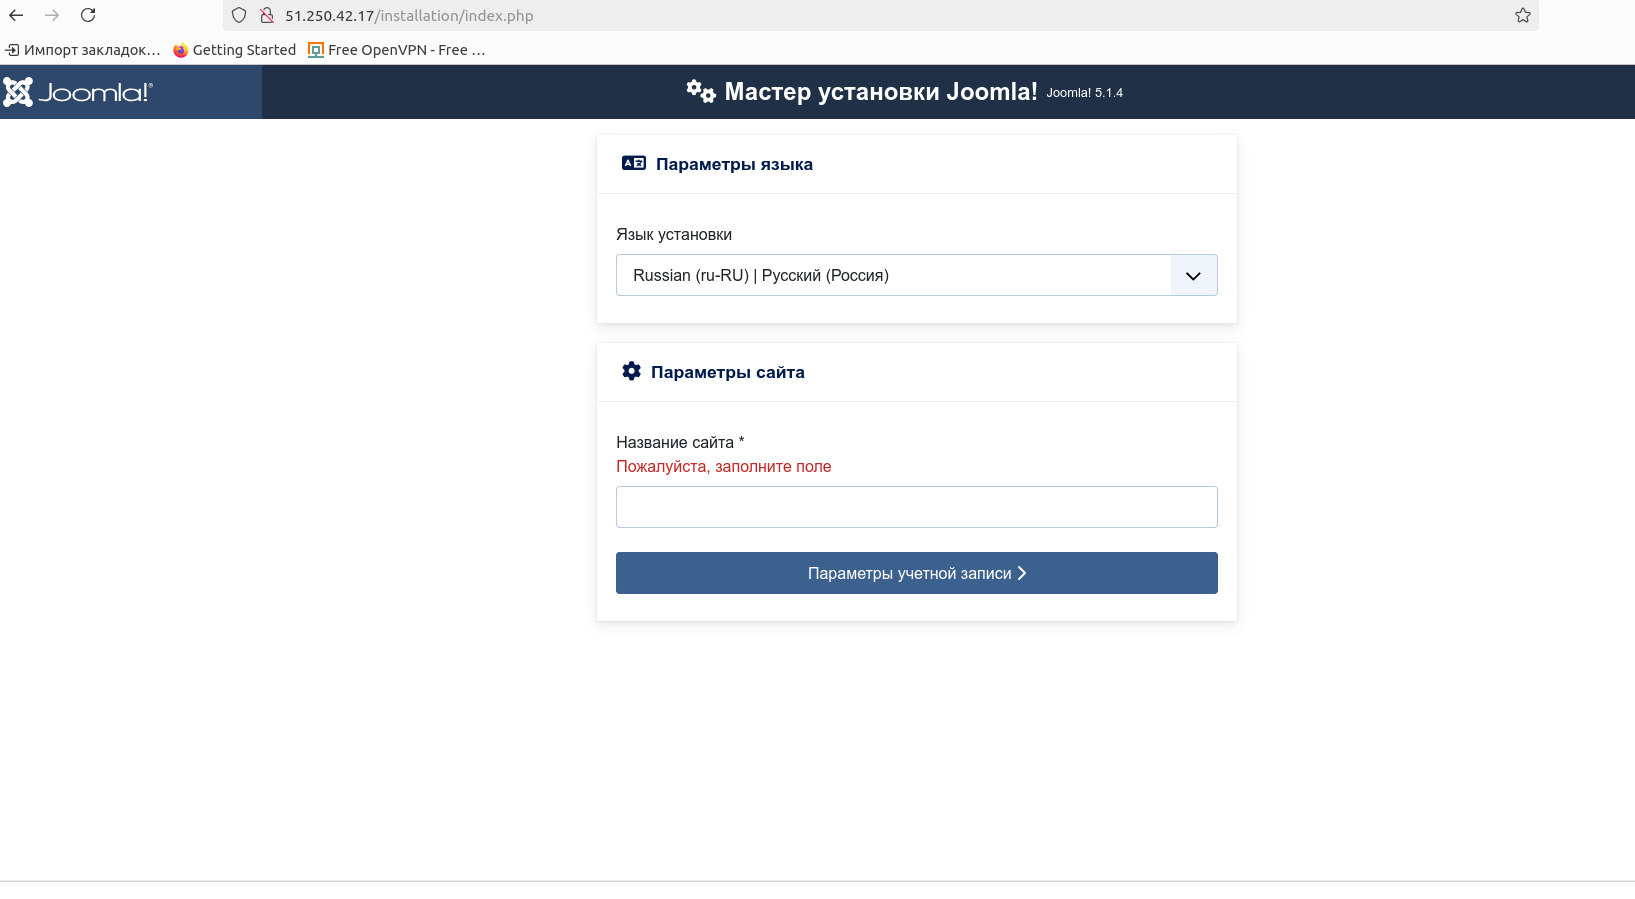 51.250.42.17/installation/index.php
Импорт закладок… Getting Started Free OpenVPN - Free …
Joomla!® Мастер установки Joomla! Joomla! 5.1.4
Параметры языка
Язык установки
Russian (ru-RU) | Русский (Россия)
Параметры сайта
Название сайта *
Пожалуйста, заполните поле
Параметры учетной записи